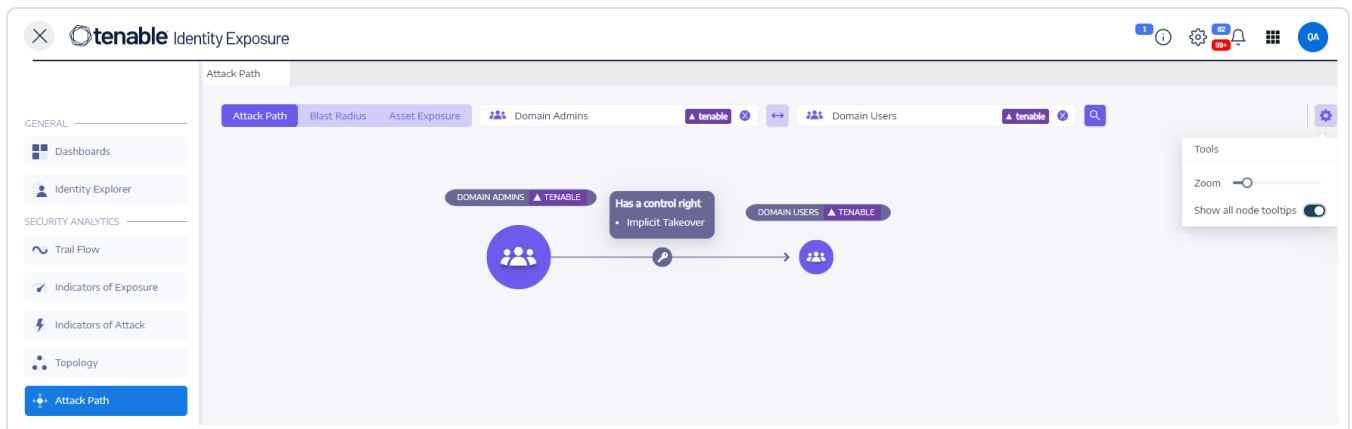 tenable Identity Exposure
1
82
99+
QA
Attack Path
Attack Path Blast Radius Asset Exposure Domain Admins tenable Domain Users tenable
GENERAL
Dashboards
Identity Explorer
SECURITY ANALYTICS
Trail Flow
Indicators of Exposure
Indicators of Attack
Topology
Attack Path
DOMAIN ADMINS TENABLE
Has a control right
• Implicit Takeover
DOMAIN USERS TENABLE
Tools
Zoom
Show all node tooltips